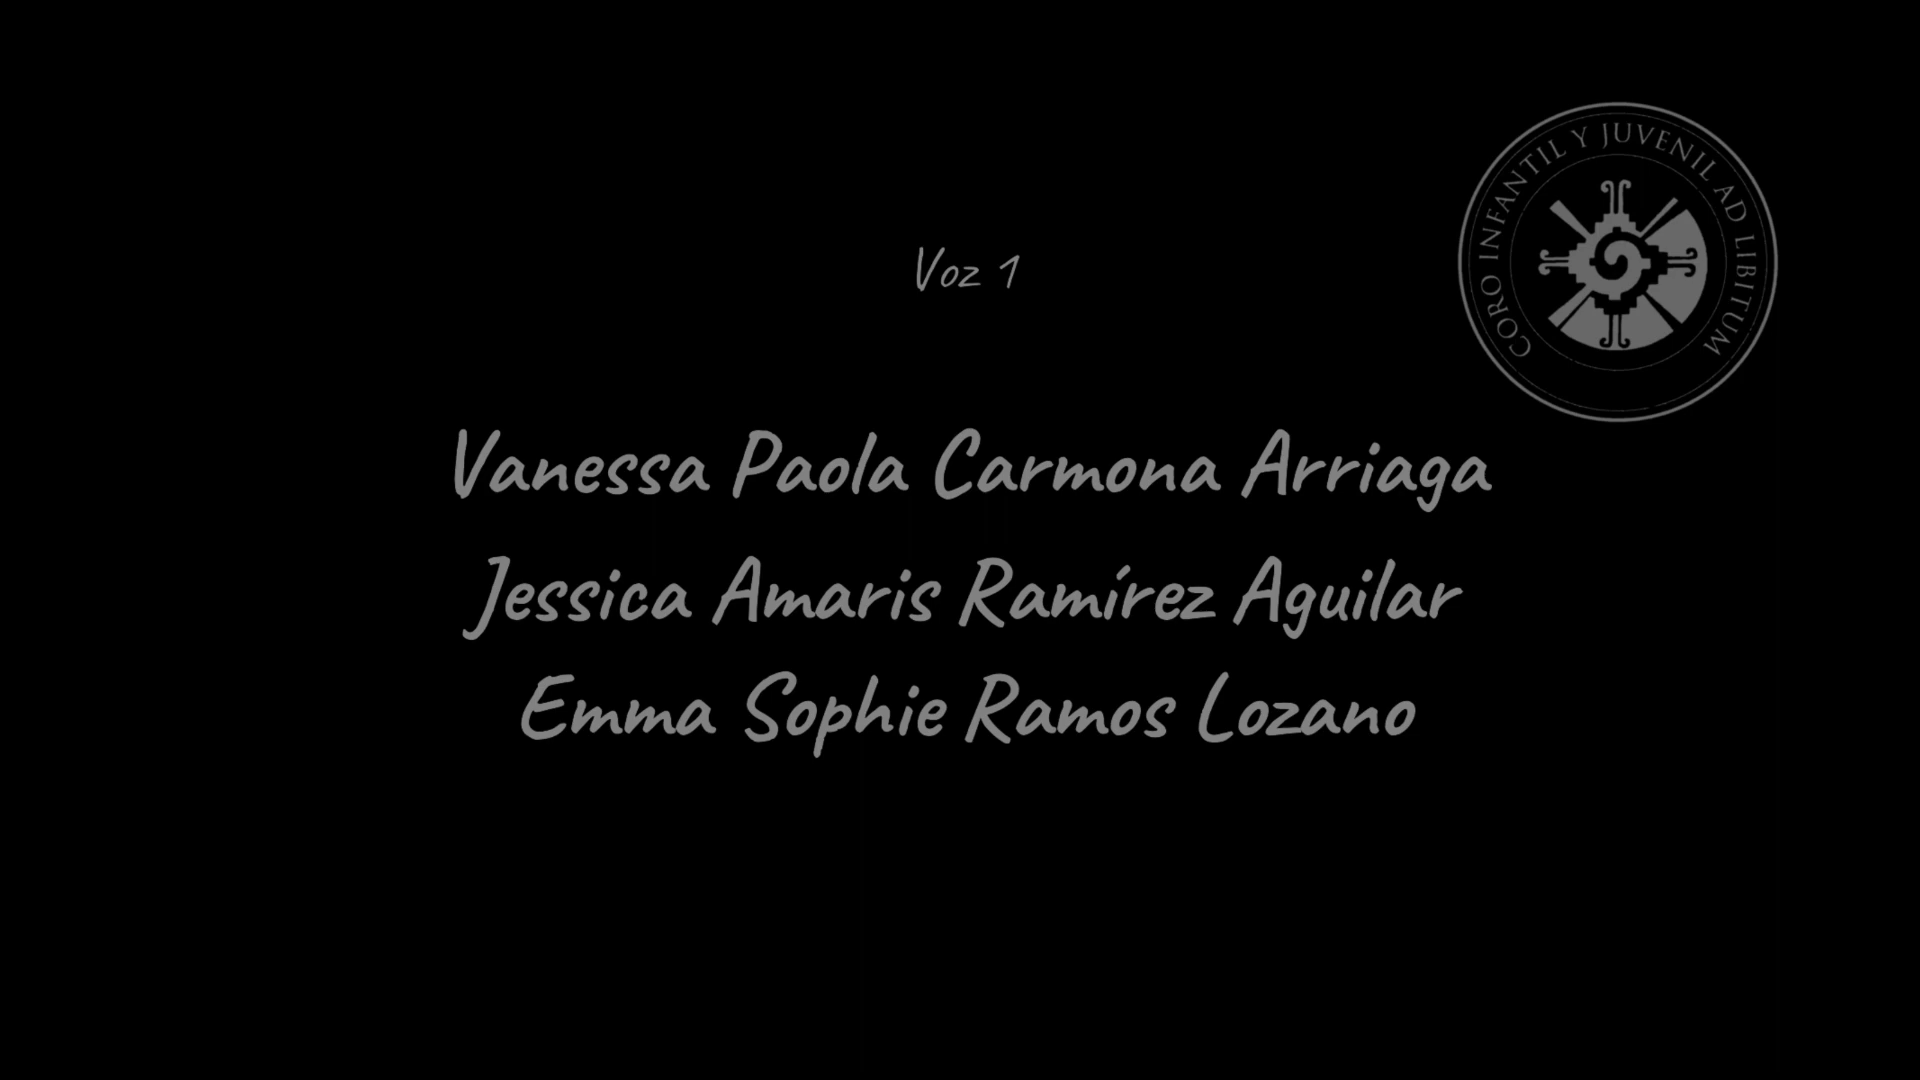 CORO INFANTIL Y JUVENIL AD LIBITUM
Voz 1
Vanessa Paola Carmona Arriaga
Jessica Amaris Ramírez Aguilar
Emma Sophie Ramos Lozano